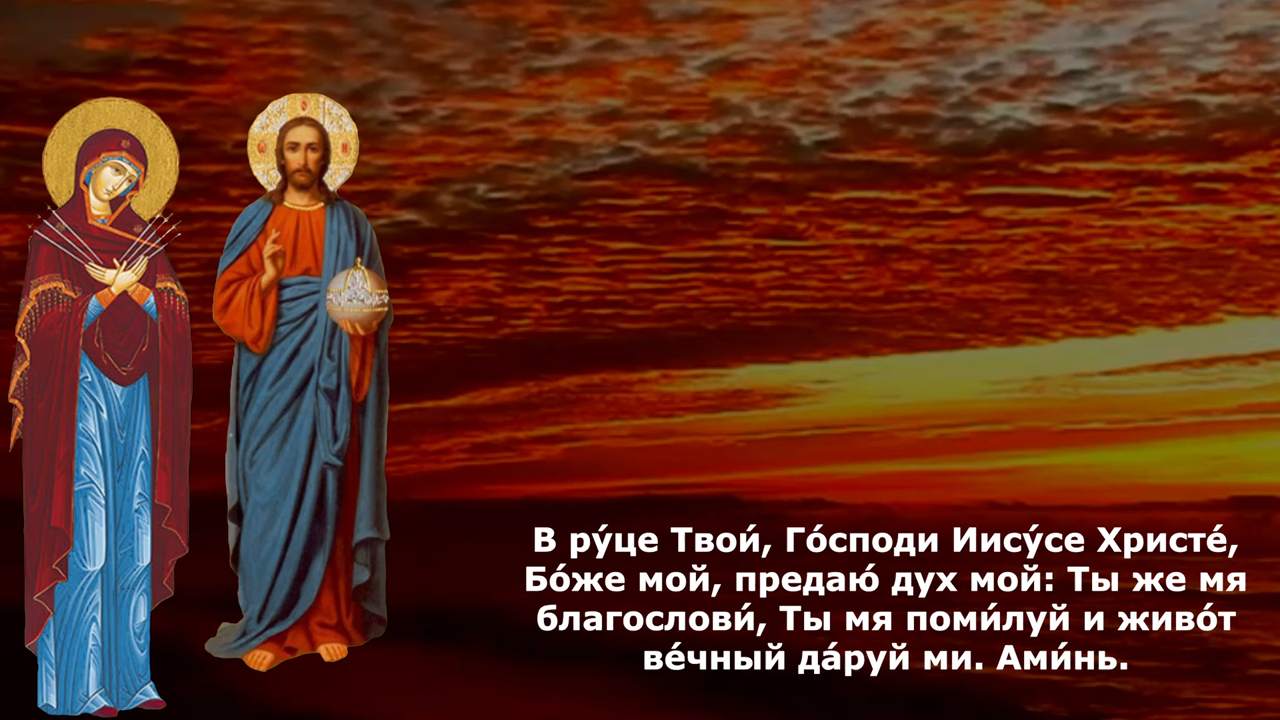 В ру́це Твои́, Го́споди Иису́се Христе́,
Бо́же мой, предаю́ дух мой: Ты же мя
благослови́, Ты мя поми́луй и живо́т
ве́чный да́руй ми. Ами́нь.